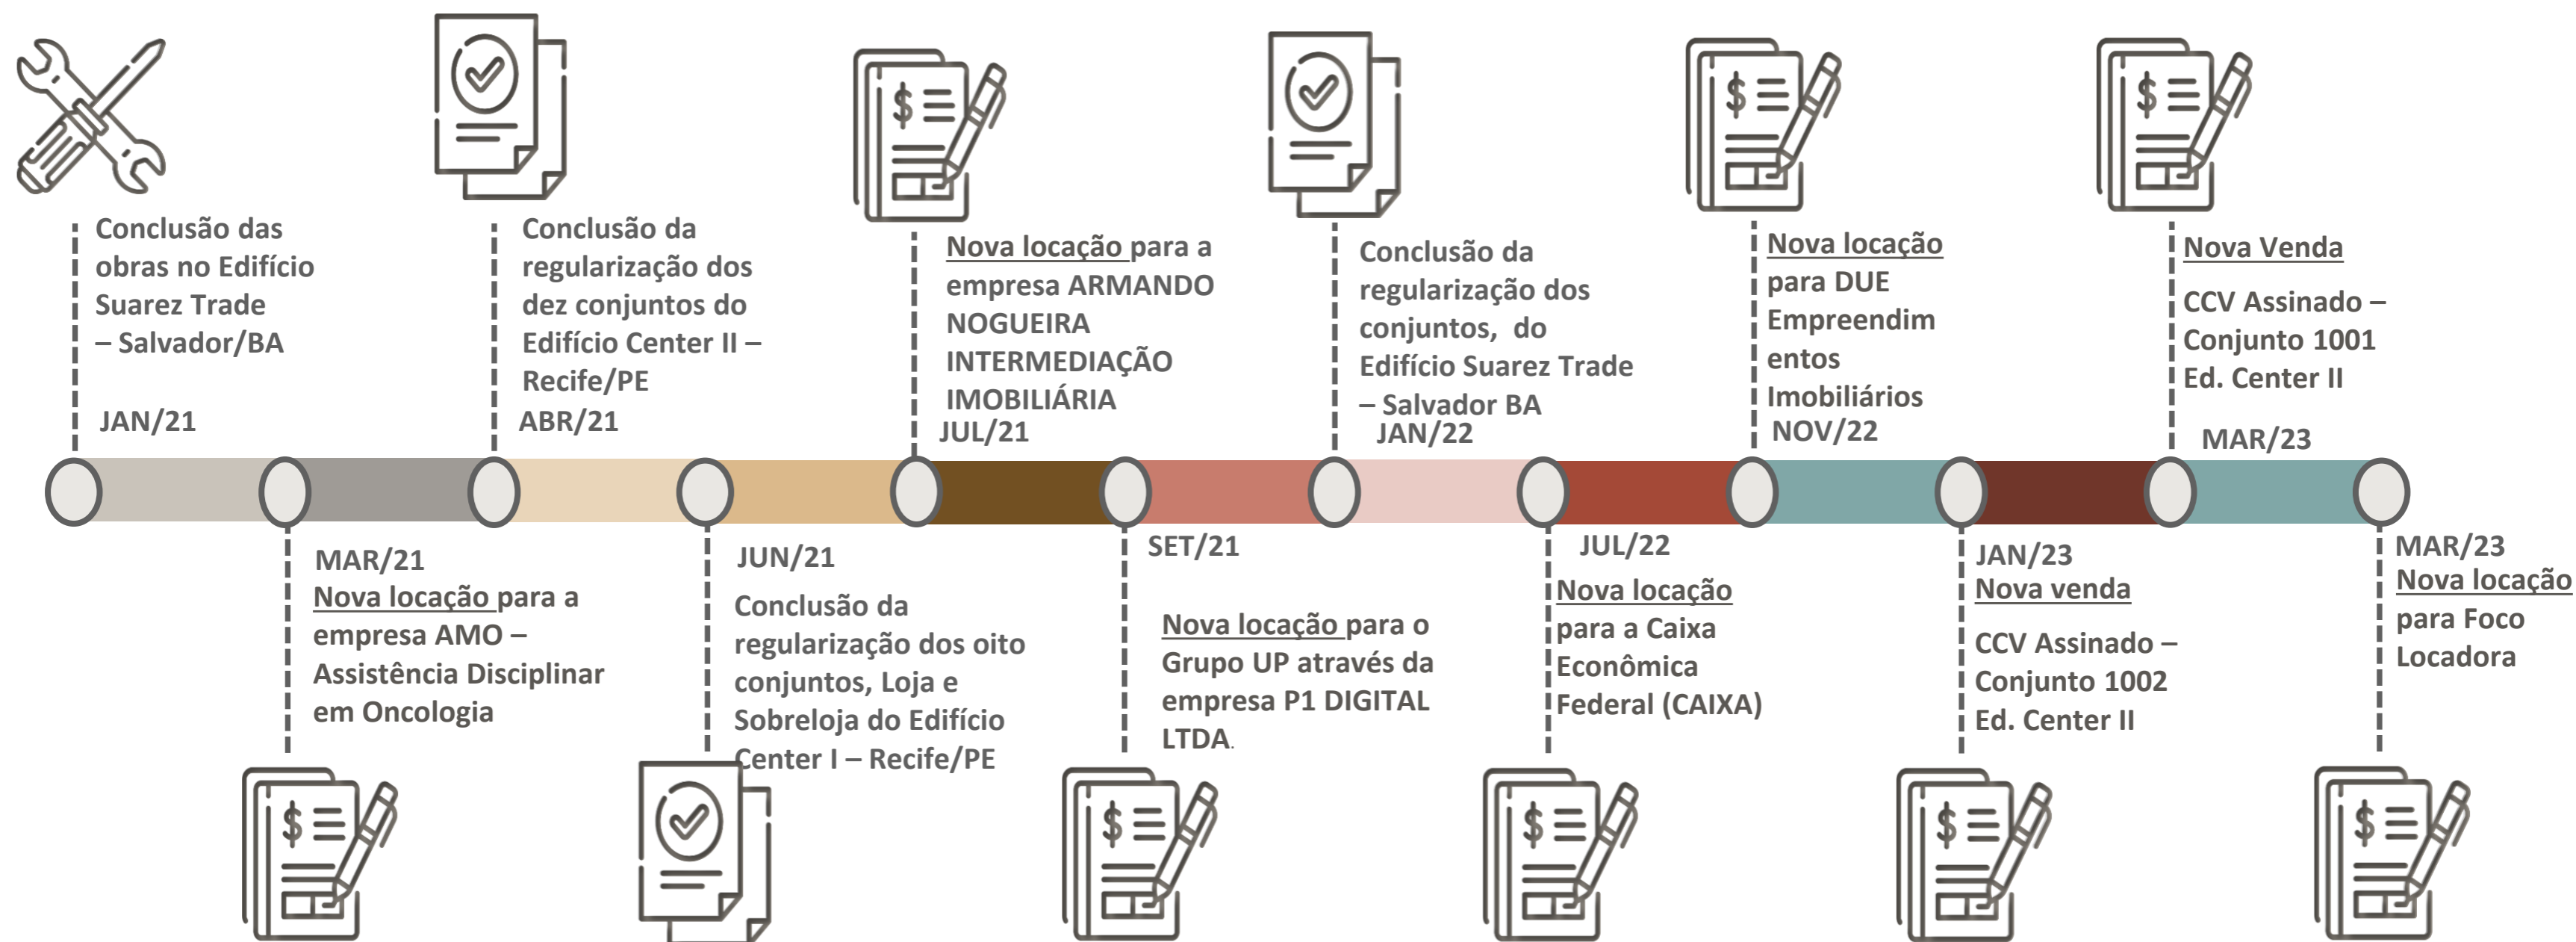 Conclusão das
obras no Edifício
Suarez Trade
– Salvador/BA
JAN/21
MAR/21
Nova locação para a
empresa AMO –
Assistência Disciplinar
em Oncologia
Conclusão da
regularização dos
dez conjuntos do
Edifício Center II –
Recife/PE
ABR/21
JUN/21
Conclusão da
regularização dos oito
conjuntos, Loja e
Sobreloja do Edifício
Center I – Recife/PE
Nova locação para a
empresa ARMANDO
NOGUEIRA
INTERMEDIAÇÃO
IMOBILIÁRIA
JUL/21
SET/21
Nova locação para o
Grupo UP através da
empresa P1 DIGITAL
LTDA.
Conclusão da
regularização dos
conjuntos, do
Edifício Suarez Trade
– Salvador BA
JAN/22
JUL/22
Nova locação
para a Caixa
Econômica
Federal (CAIXA)
Nova locação
para DUE
Empreendim
entos
Imobiliários
NOV/22
JAN/23
Nova venda
CCV Assinado –
Conjunto 1002
Ed. Center II
Nova Venda
CCV Assinado –
Conjunto 1001
Ed. Center II
MAR/23
MAR/23
Nova locação
para Foco
Locadora